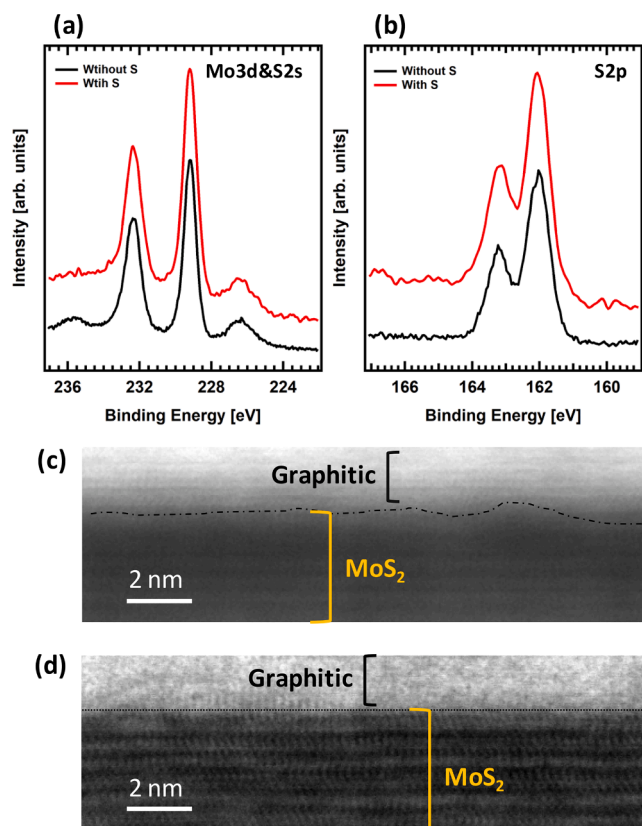 (a)
Wtihout S
Wtih S
Mo3d&S2s
Intensity [arb. units]
236 232 228 224
Binding Energy [eV]
(b)
Without S
With S
S2p
Intensity [arb. units]
166 164 162 160
Binding Energy [eV]
(c)
Graphitic
MoS2
2 nm
(d)
Graphitic
MoS2
2 nm